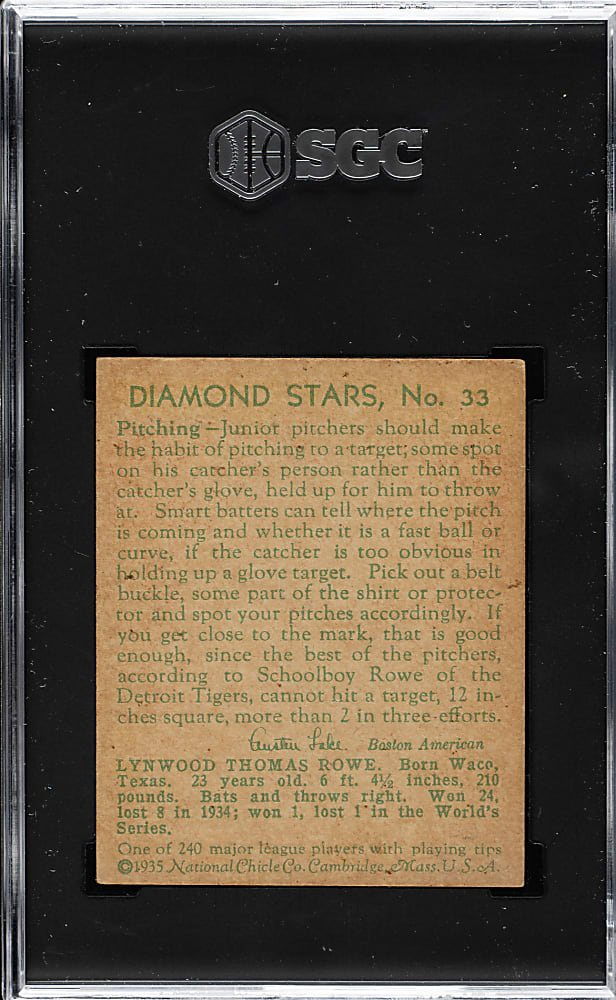 SGC
DIAMOND STARS, No. 33
Pitching—Junior pitchers should make
the habit of pitching to a target; some spot
on his catcher's person rather than the
catcher's glove, held up for him to throw
at. Smart batters can tell where the pitch
is coming and whether it is a fast ball or
curve, if the catcher is too obvious in
holding up a glove target. Pick out a belt
buckle, some part of the shirt or protec-
tor and spot your pitches accordingly. If
you get close to the mark, that is good
enough, since the best of the pitchers,
according to Schoolboy Rowe of the
Detroit Tigers, cannot hit a target, 12 in-
ches square, more than 2 in three efforts.
Austen Lake Boston American
LYNWOOD THOMAS ROWE. Born Waco,
Texas. 23 years old. 6 ft. 4½ inches, 210
pounds. Bats and throws right. Won 24,
lost 8 in 1934; won 1, lost 1 in the World's
Series.
One of 240 major league players with playing tips
©1935 National Chicle Co. Cambridge, Mass. U.S.A.